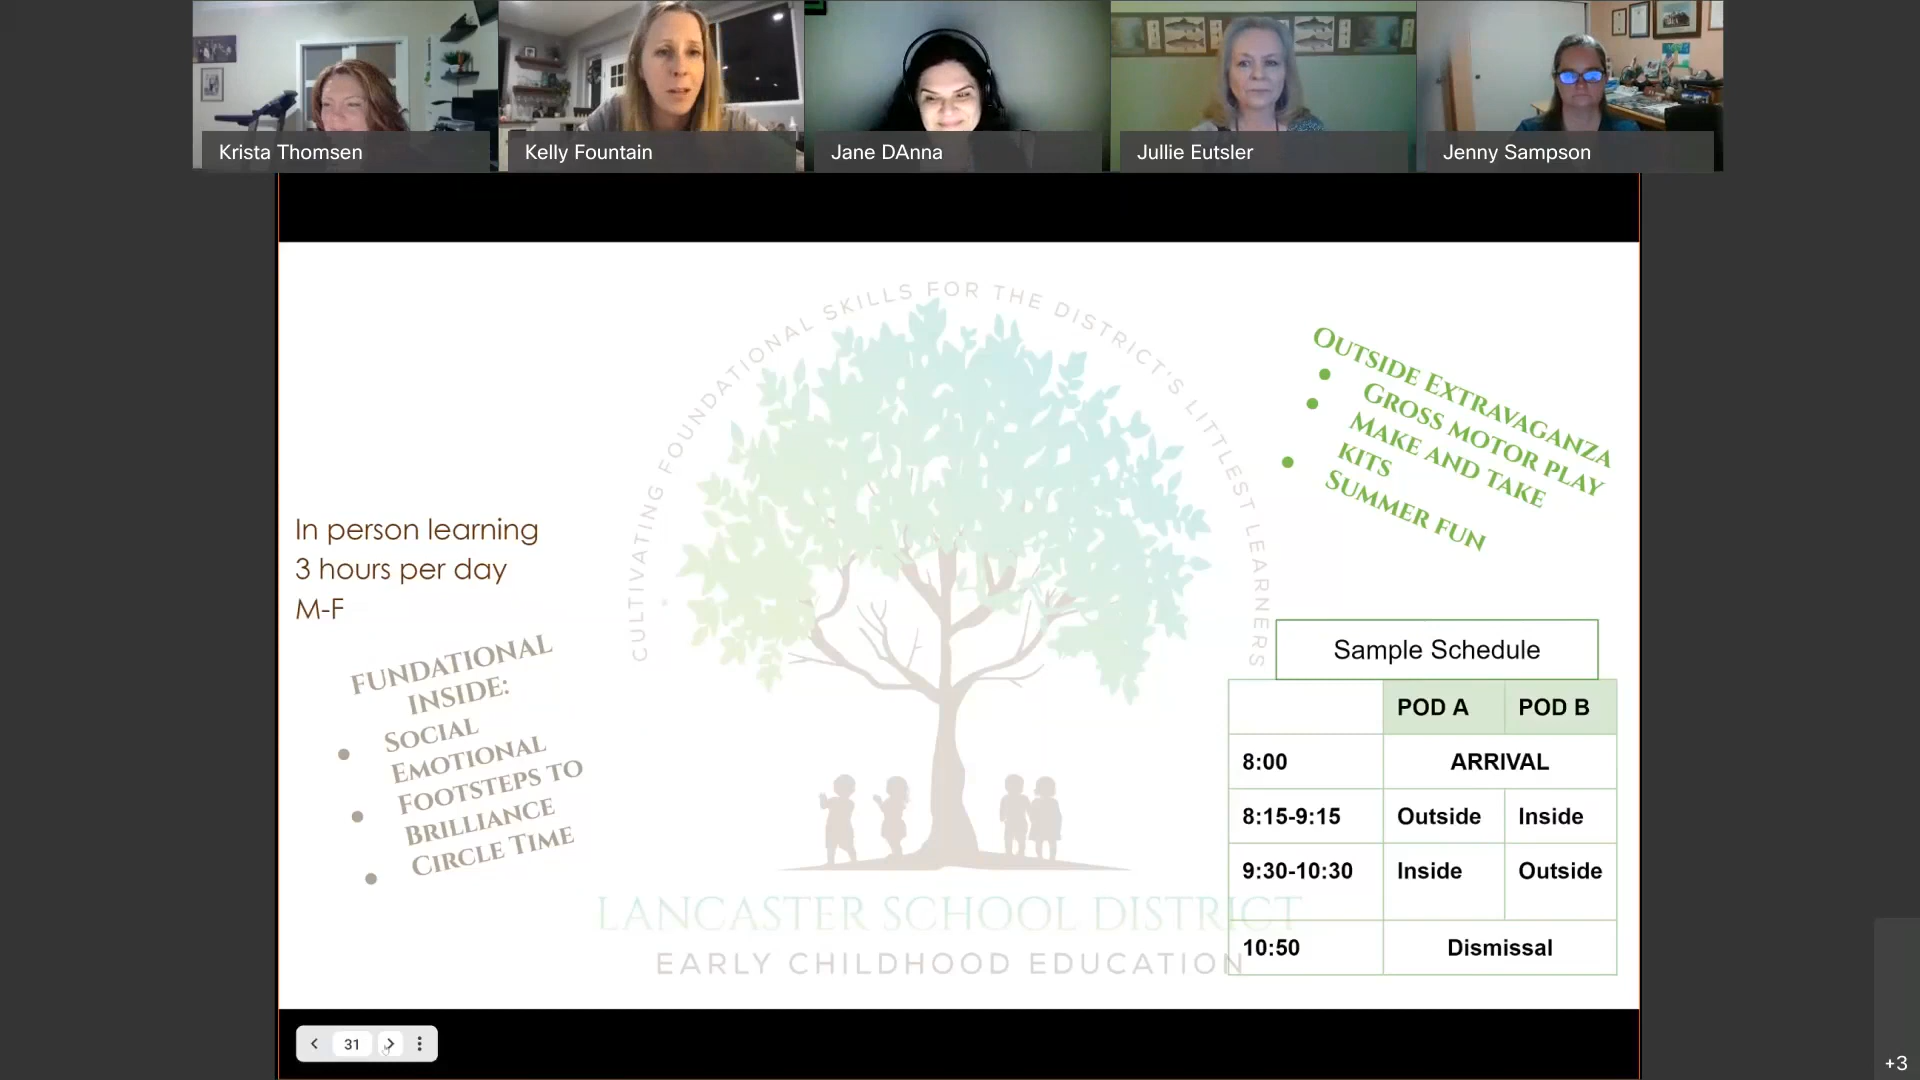 Krista Thomsen
Kelly Fountain
Jane DAnna
Jullie Eutsler
Jenny Sampson
CULTIVATING FOUNDATIONAL SKILLS FOR THE DISTRICT'S LITTLEST LEARNERS
Outside Extravaganza
● Gross motor play
● Make and take
kits
● Summer fun
In person learning
3 hours per day
M-F
Fundational
inside:
● Social
Emotional
● Footsteps to
Brilliance
● Circle Time
Sample Schedule
POD A POD B
8:00 ARRIVAL
8:15-9:15 Outside Inside
9:30-10:30 Inside Outside
10:50 Dismissal
LANCASTER SCHOOL DISTRICT
EARLY CHILDHOOD EDUCATION
31
+3